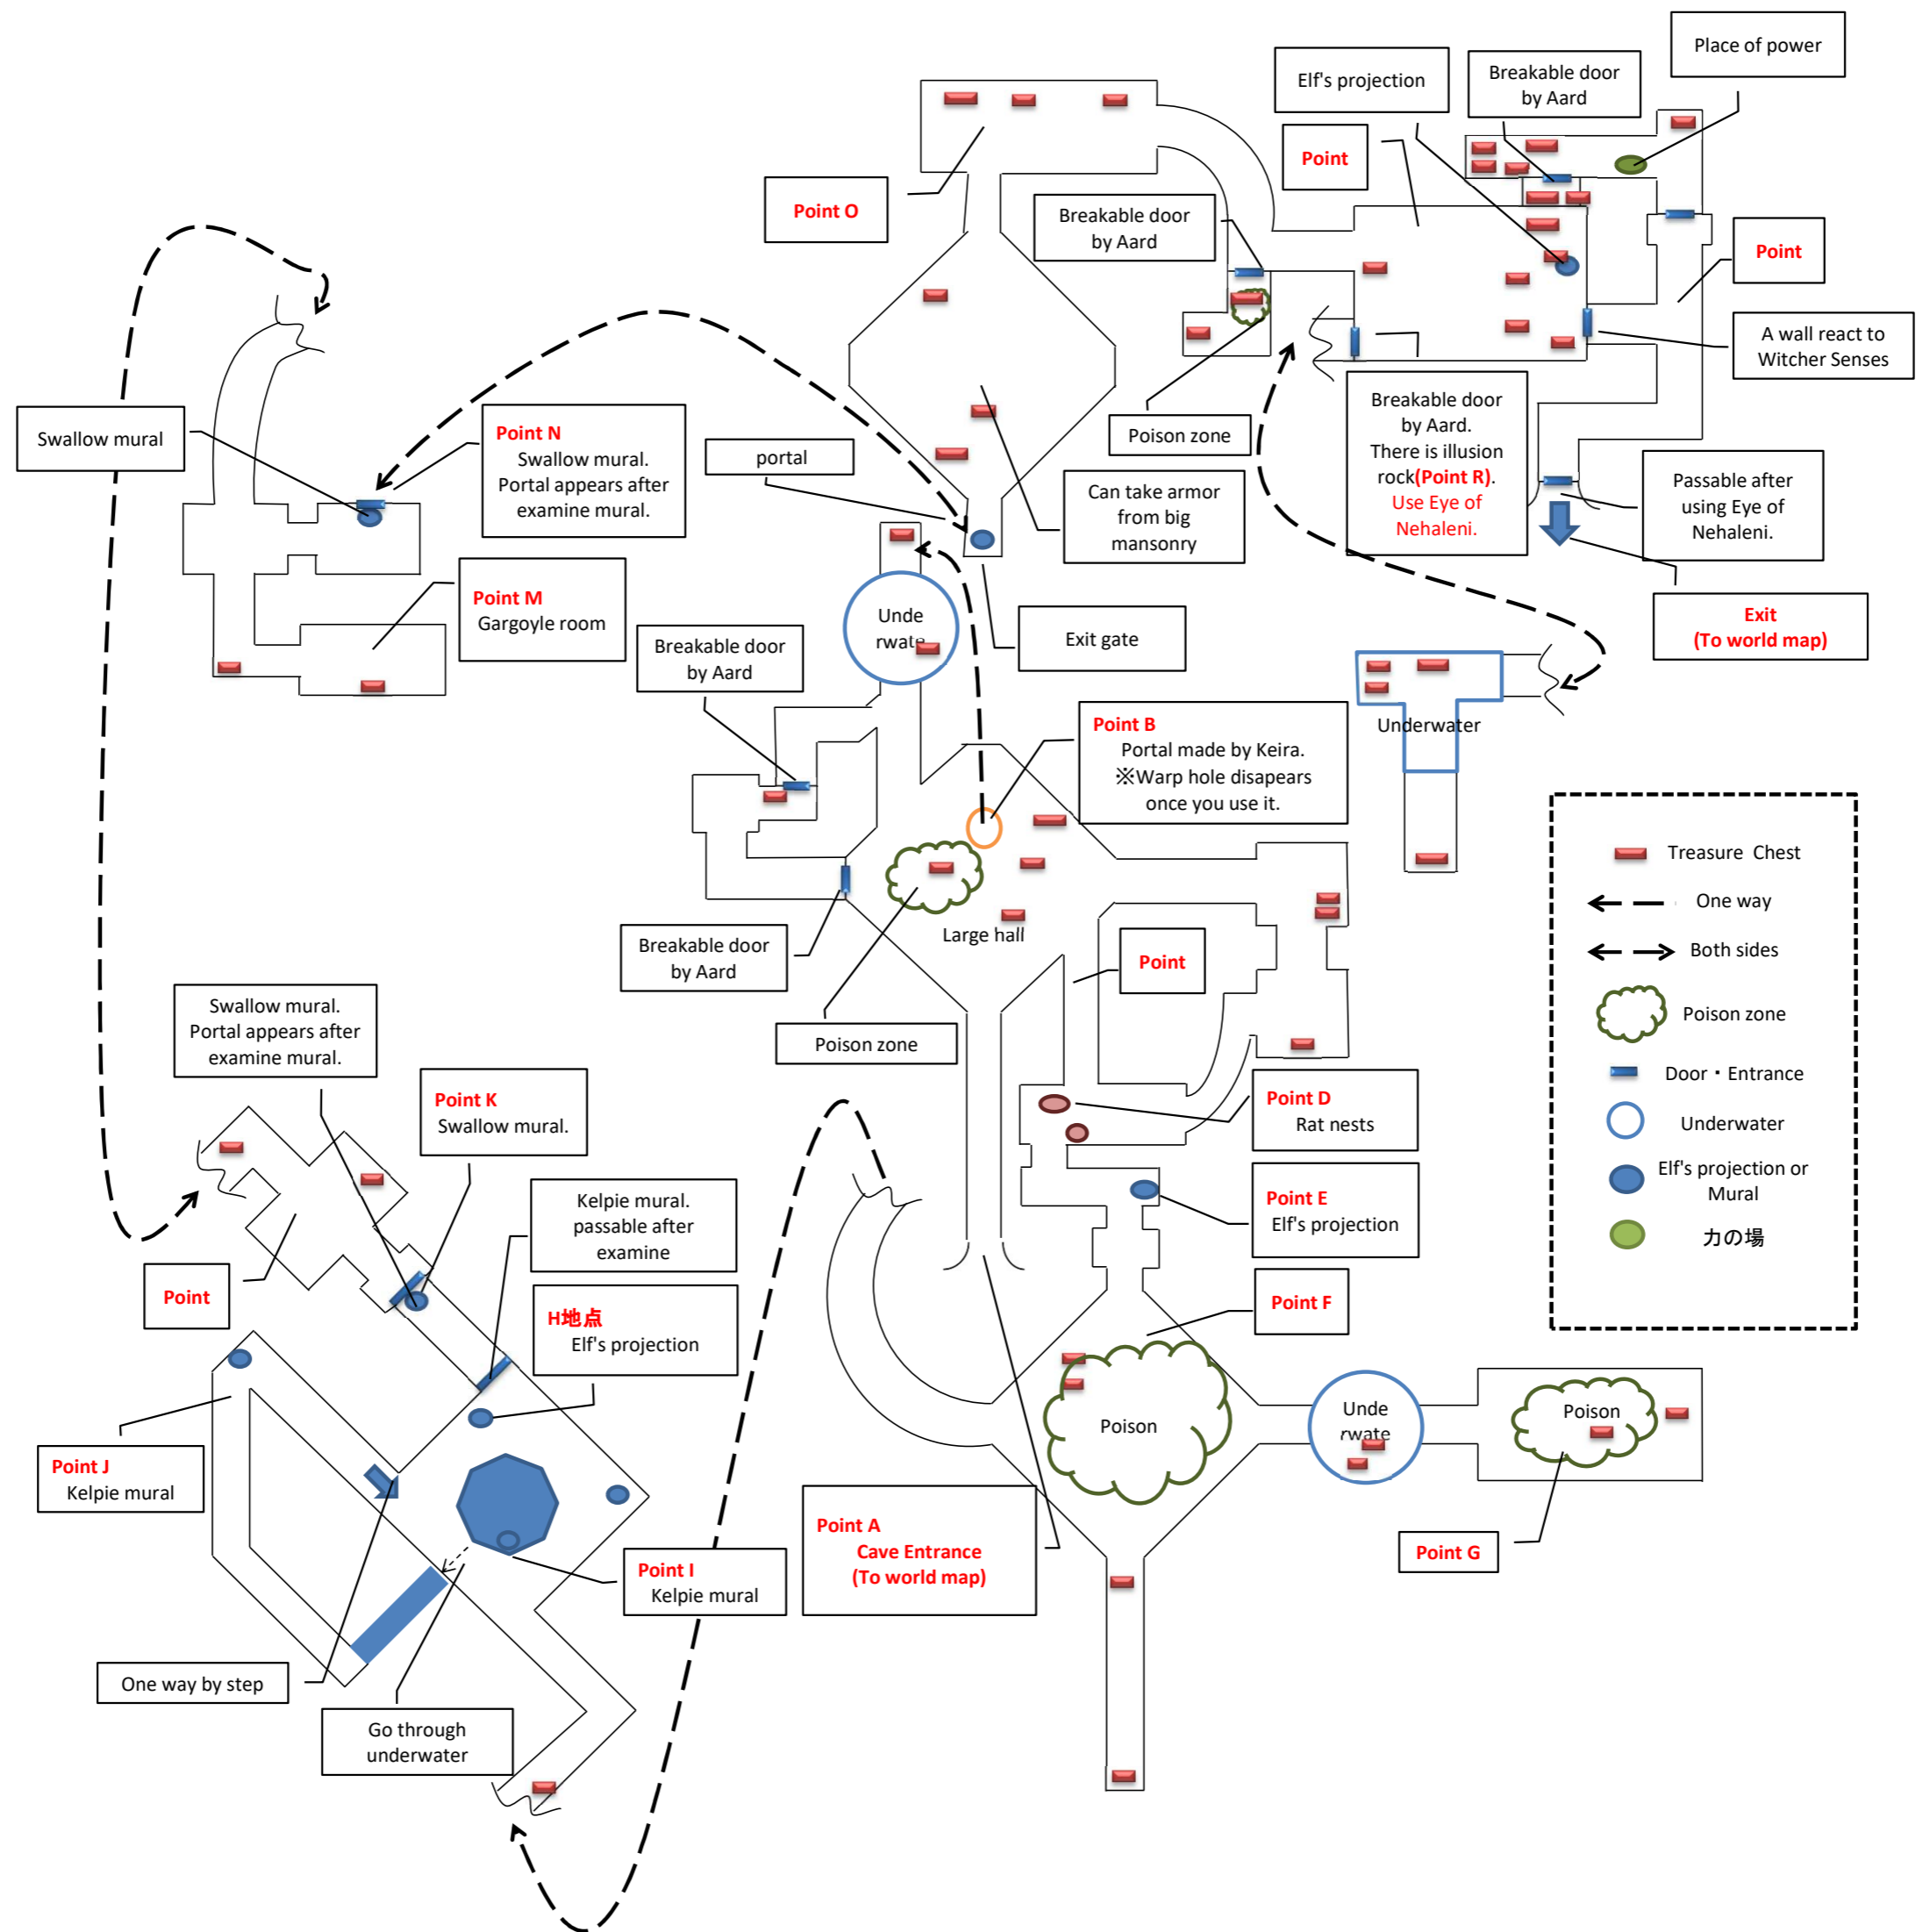 Place of power
Elf's projection
Breakable door
by Aard
Point
Point O
Breakable door
by Aard
Point
A wall react to
Witcher Senses
Swallow mural
Point N
Swallow mural.
Portal appears after
examine mural.
portal
Poison zone
Can take armor
from big
mansonry
Breakable door
by Aard.
There is illusion
rock(Point R).
Use Eye of
Nehaleni.
Passable after
using Eye of
Nehaleni.
Point M
Gargoyle room
Unde
rwate
Exit gate
Exit
(To world map)
Breakable door
by Aard
Point B
Portal made by Keira.
※Warp hole disapears
once you use it.
Underwater
Treasure Chest
One way
Both sides
Poison zone
Door・Entrance
Underwater
Elf's projection or
Mural
力の場
Large hall
Breakable door
by Aard
Point
Poison zone
Swallow mural.
Portal appears after
examine mural.
Point K
Swallow mural.
Point D
Rat nests
Kelpie mural.
passable after
examine
Point E
Elf's projection
Point
H地点
Elf's projection
Point F
Poison
Unde
rwate
Poison
Point J
Kelpie mural
Point A
Cave Entrance
(To world map)
Point G
Point I
Kelpie mural
One way by step
Go through
underwater